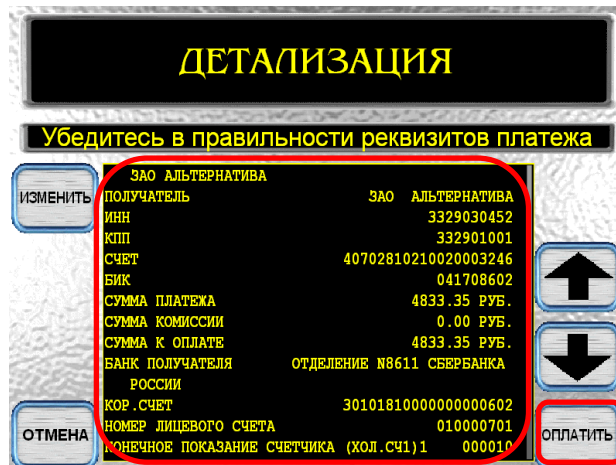 ДЕТАЛИЗАЦИЯ
Убедитесь в правильности реквизитов платежа
ИЗМЕНИТЬ
ЗАО АЛЬТЕРНАТИВА
ПОЛУЧАТЕЛЬ ЗАО АЛЬТЕРНАТИВА
ИНН 3329030452
КПП 332901001
СЧЕТ 40702810210020003246
БИК 041708602
СУММА ПЛАТЕЖА 4833.35 РУБ.
СУММА КОМИССИИ 0.00 РУБ.
СУММА К ОПЛАТЕ 4833.35 РУБ.
БАНК ПОЛУЧАТЕЛЯ ОТДЕЛЕНИЕ N8611 СБЕРБАНКА
РОССИИ
КОР.СЧЕТ 30101810000000000602
НОМЕР ЛИЦЕВОГО СЧЕТА 010000701
КОНЕЧНОЕ ПОКАЗАНИЕ СЧЕТЧИКА (ХОЛ.СЧ1)1 000010
ОТМЕНА
ОПЛАТИТЬ